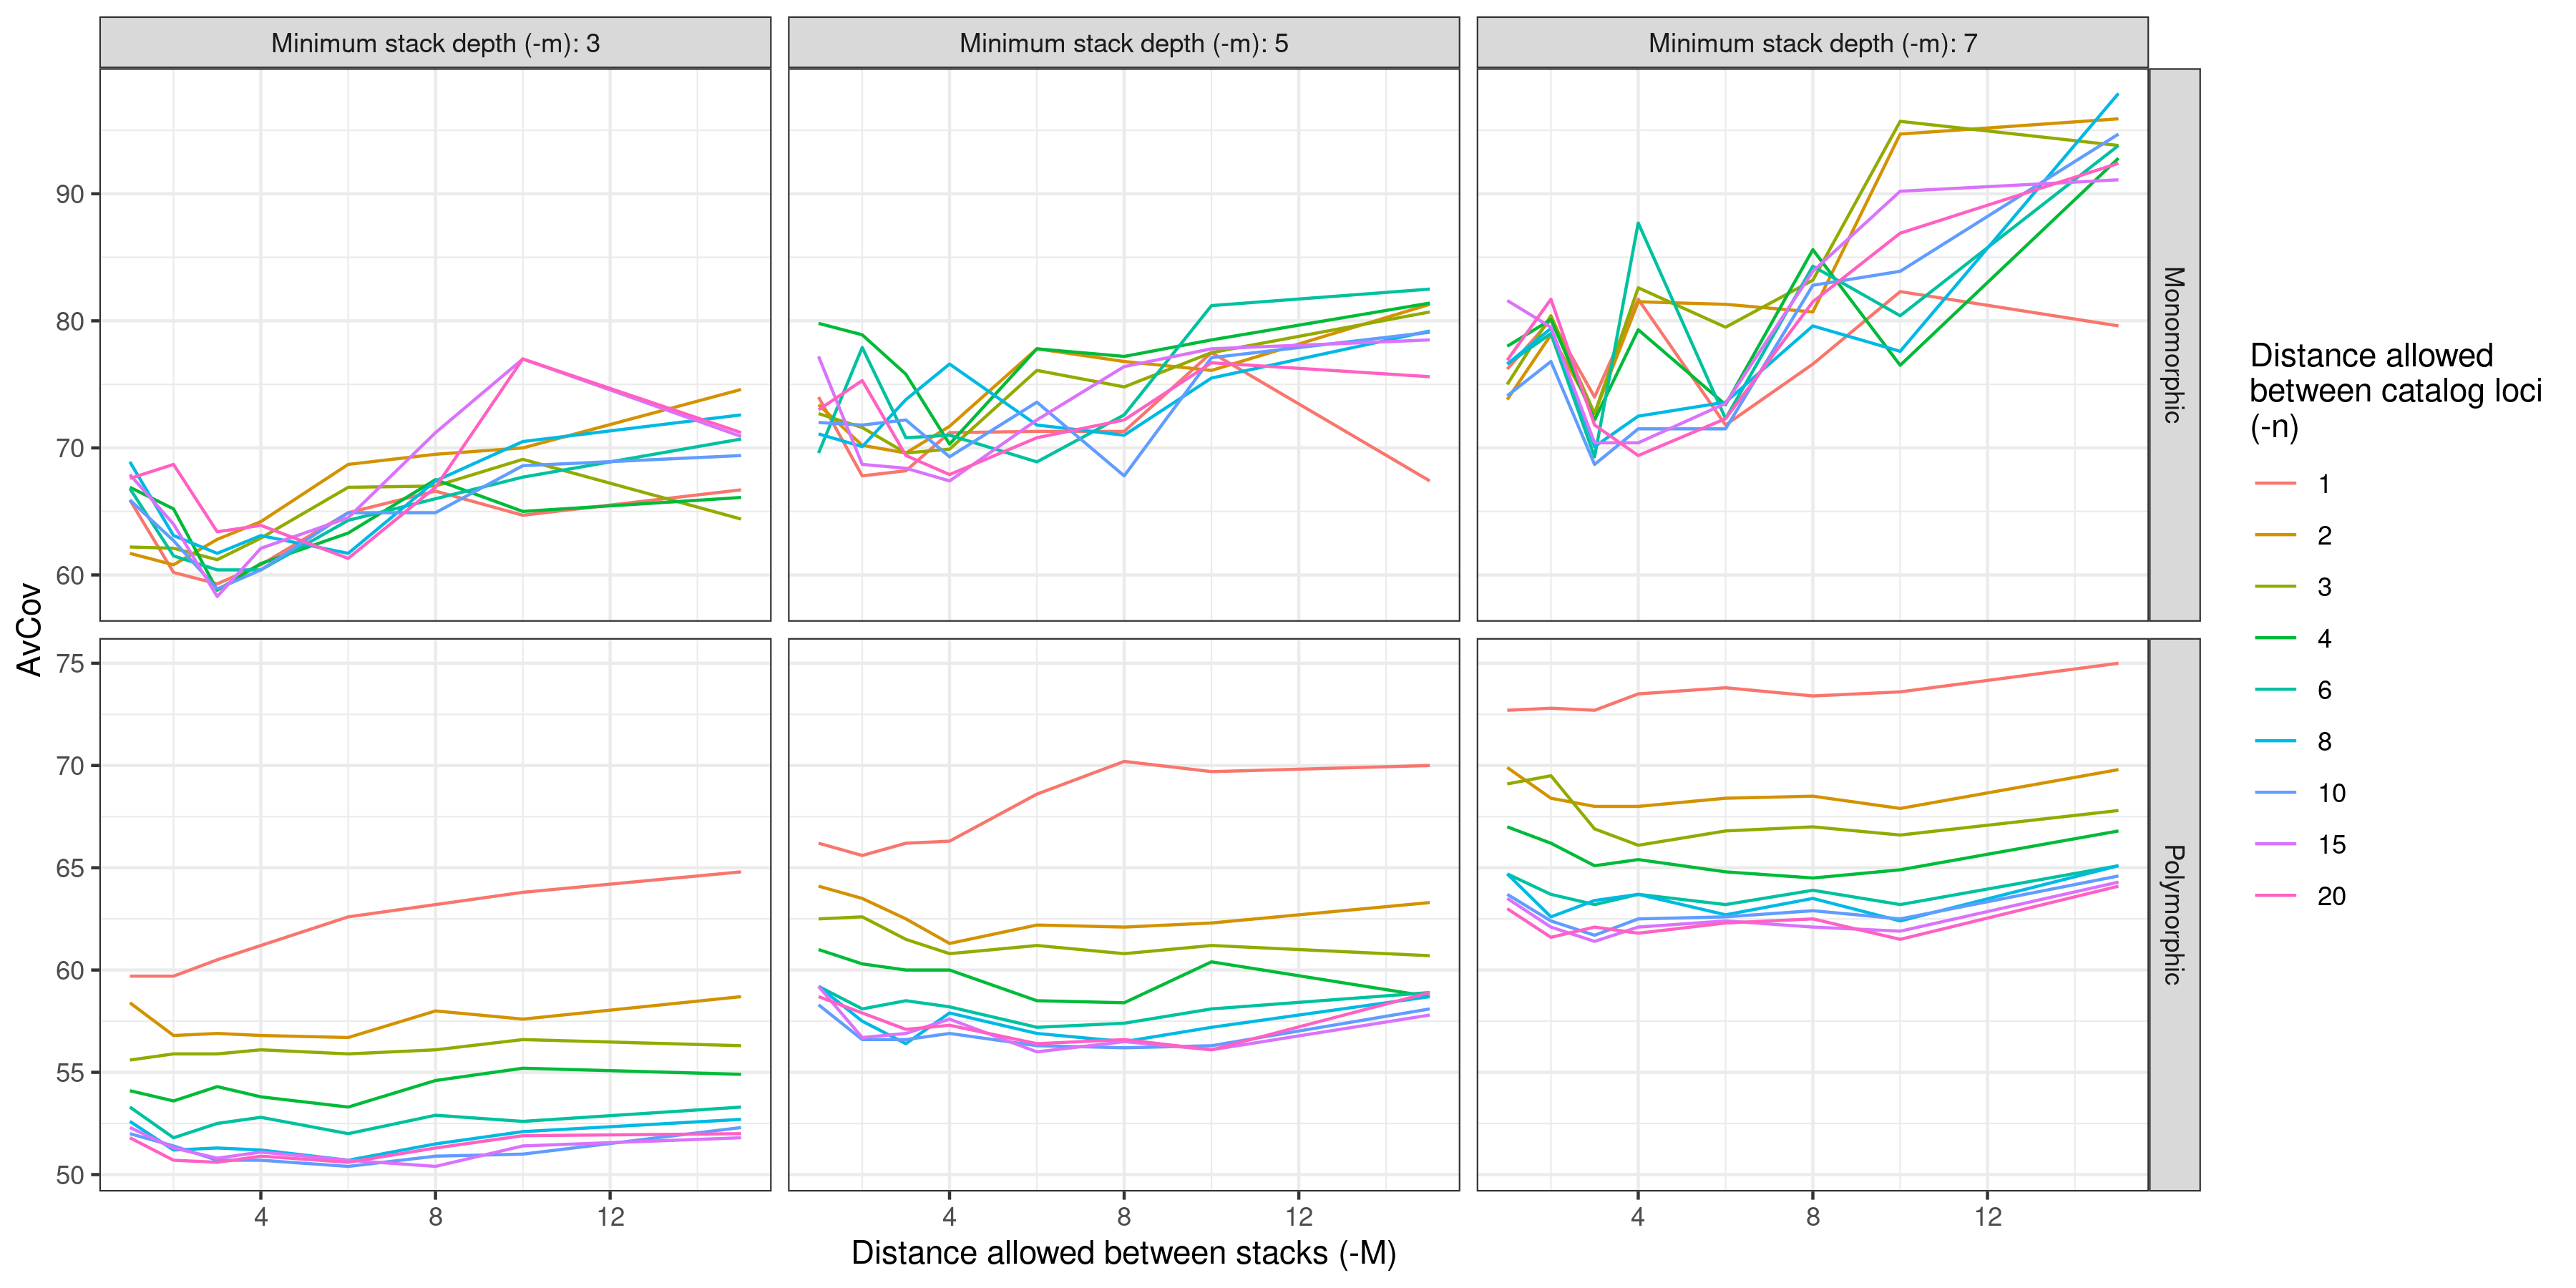 Minimum stack depth (-m): 3
Minimum stack depth (-m): 5
Minimum stack depth (-m): 7
90
80
70
60
Monomorphic
75
70
65
60
55
50
Polymorphic
AvCov
4
8
12
4
8
12
4
8
12
Distance allowed between stacks (-M)
Distance allowed
between catalog loci
(-n)
1
2
3
4
6
8
10
15
20